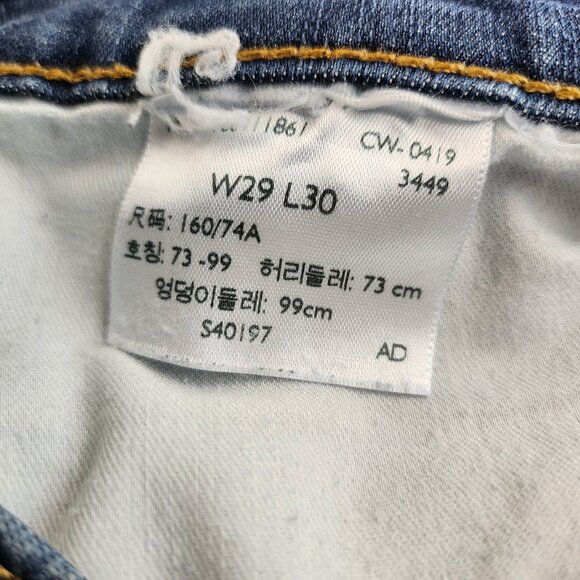 11861 CW-0419
3449
W29 L30
尺码: 160/74A
호칭: 73 -99 허리둘레: 73 cm
엉덩이둘레: 99cm
S40197
AD